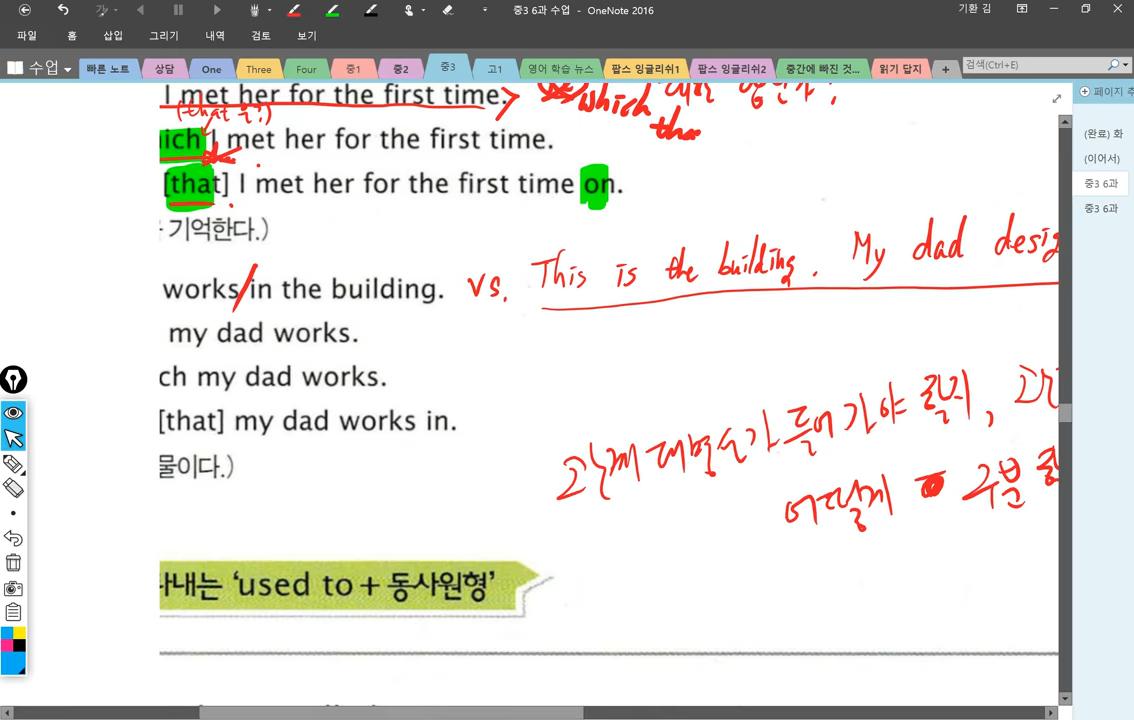 중3 6과 수업 - OneNote 2016
기환 김
파일 홈 삽입 그리기 내역 검토 보기
수업 빠른 노트 상담 One Three Four 중1 중2 중3 고1 영어 학습 뉴스 팝스 잉글리쉬1 팝스 잉글리쉬2 중간에 빠진 것... 읽기 답지 + 검색(Ctrl+E)
페이지 추
(완료) 화
(이어서)
중3 6과
중3 6과
I met her for the first time. which
(that 은?) tha
ich I met her for the first time.
[that] I met her for the first time on.
기억한다.)
works in the building. vs. This is the building. My dad desig
my dad works.
ch my dad works.
[that] my dad works in.
물이다.)
관계대명사가 들어가야 할지,
어떻게 구분
나내는 ‘used to + 동사원형’